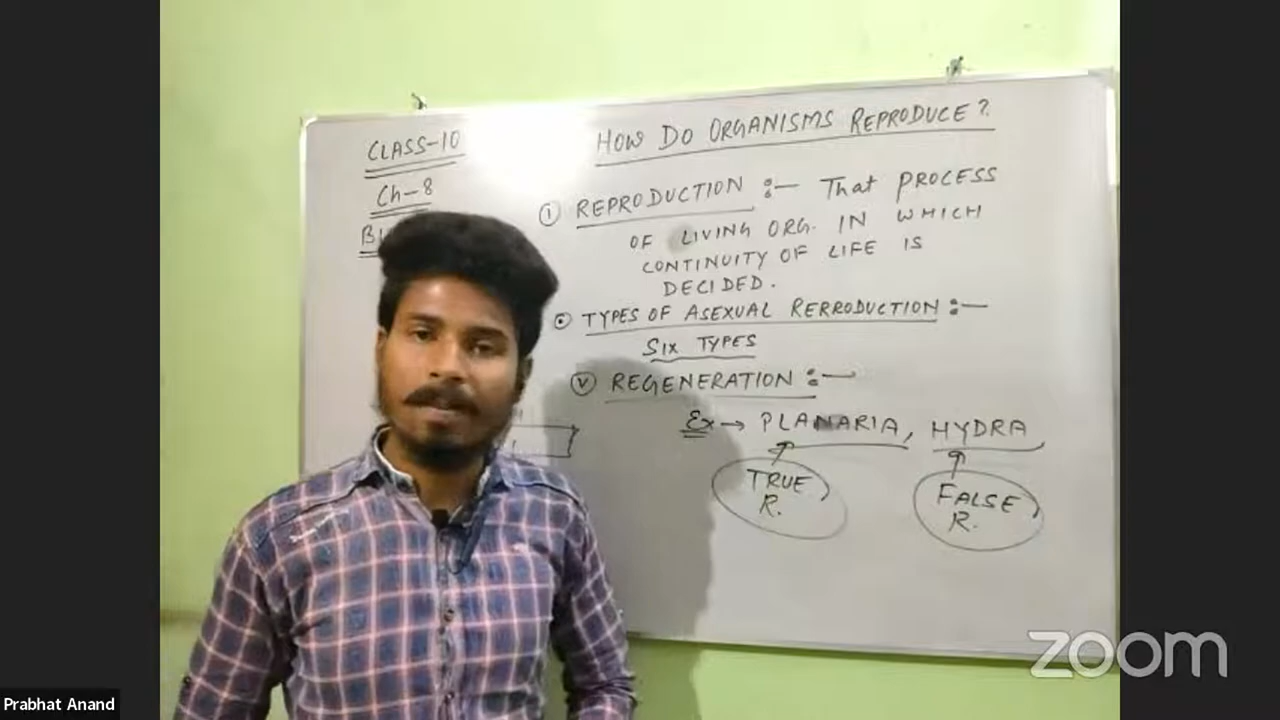 CLASS-10
Ch-8
HOW DO ORGANISMS REPRODUCE?
① REPRODUCTION :— That PROCESS
OF LIVING ORG. IN WHICH
CONTINUITY OF LIFE IS
DECIDED.
TYPES OF ASEXUAL RERRODUCTION :—
SIX TYPES
Ⓥ REGENERATION :—
Ex → PLANARIA, HYDRA
TRUE R.
FALSE R.
zoom
Prabhat Anand